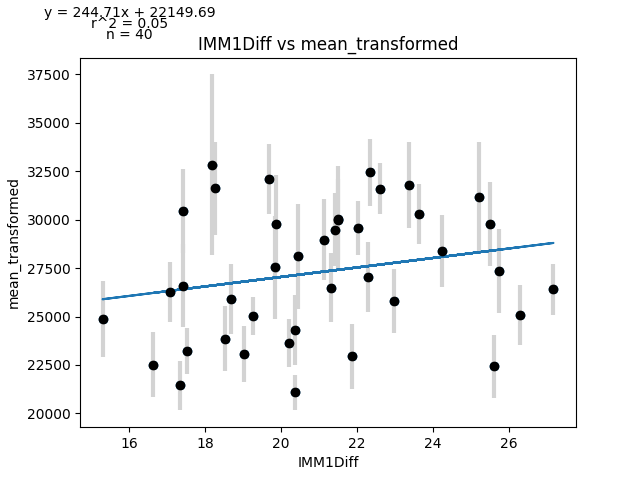 y = 244.71x + 22149.69
r^2 = 0.05
n = 40
IMM1Diff vs mean_transformed
37500
35000
32500
30000
27500
25000
22500
20000
mean_transformed
16 18 20 22 24 26
IMM1Diff